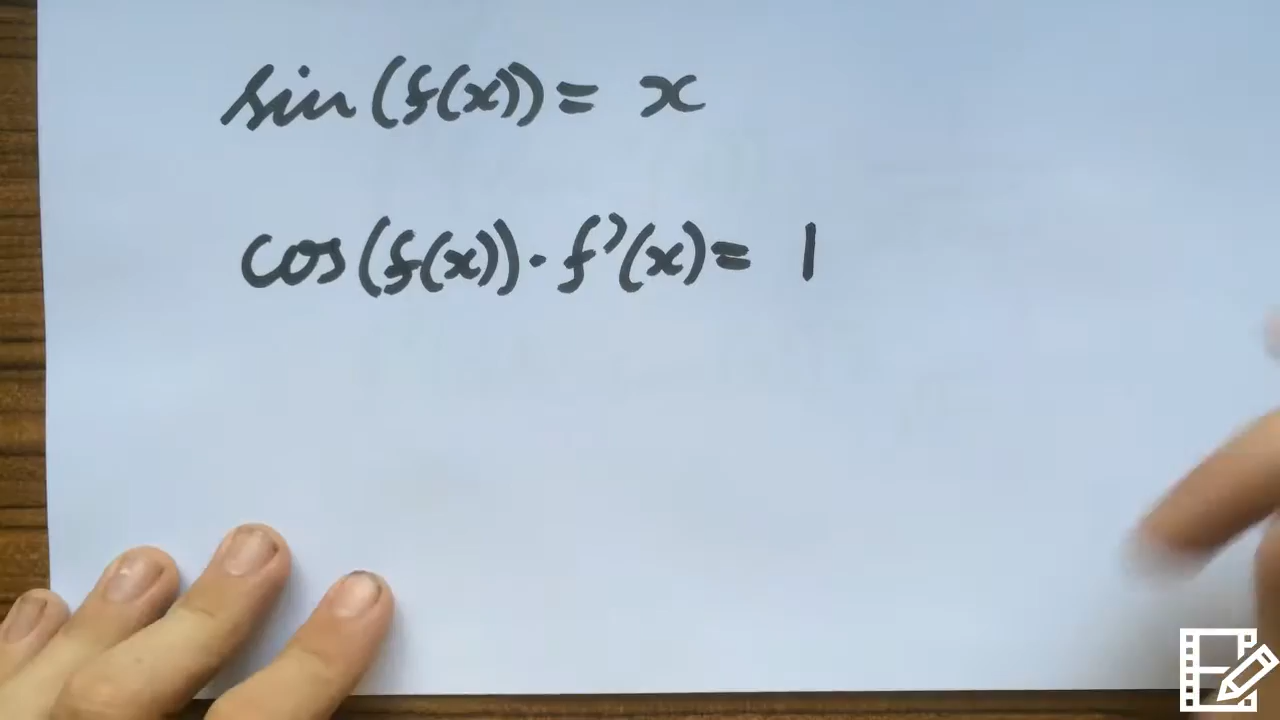 sin(f(x)) = x
cos(f(x)) · f'(x) = 1